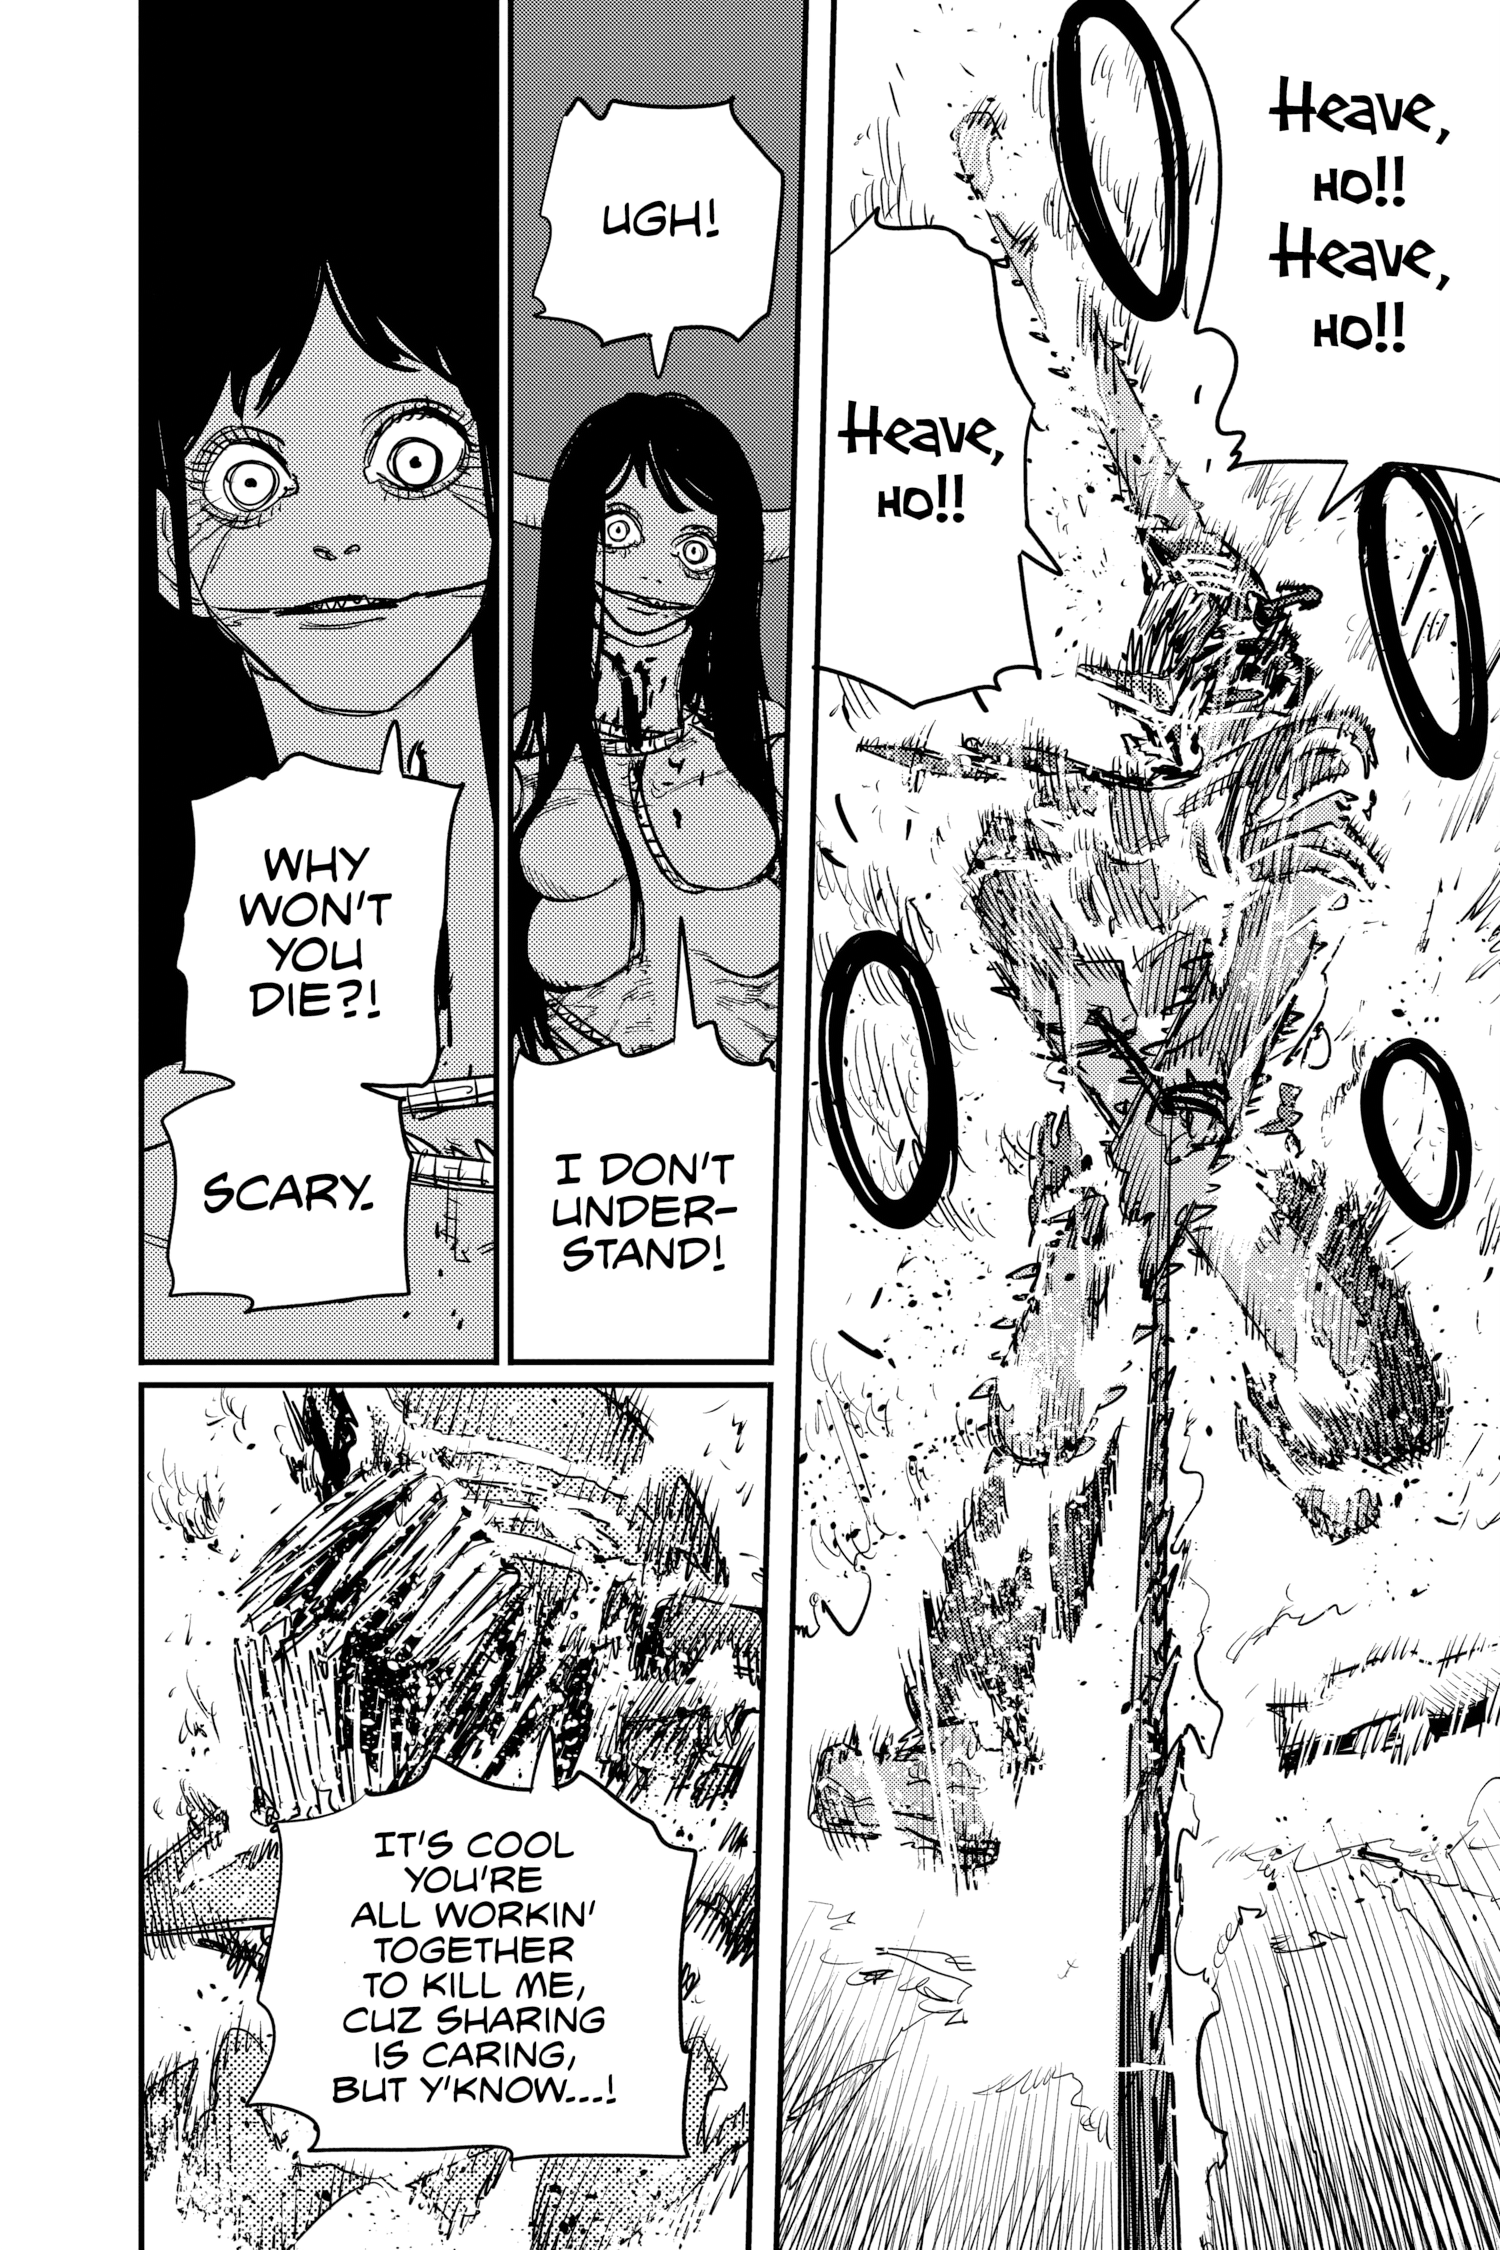 Heave,
ho!!
Heave,
ho!!
Heave,
ho!!
UGH!
I DON'T
UNDER-
STAND!
WHY
WON'T
YOU
DIE?!
SCARY.
IT'S COOL
YOU'RE
ALL WORKIN'
TOGETHER
TO KILL ME,
CUZ SHARING
IS CARING,
BUT Y'KNOW...!